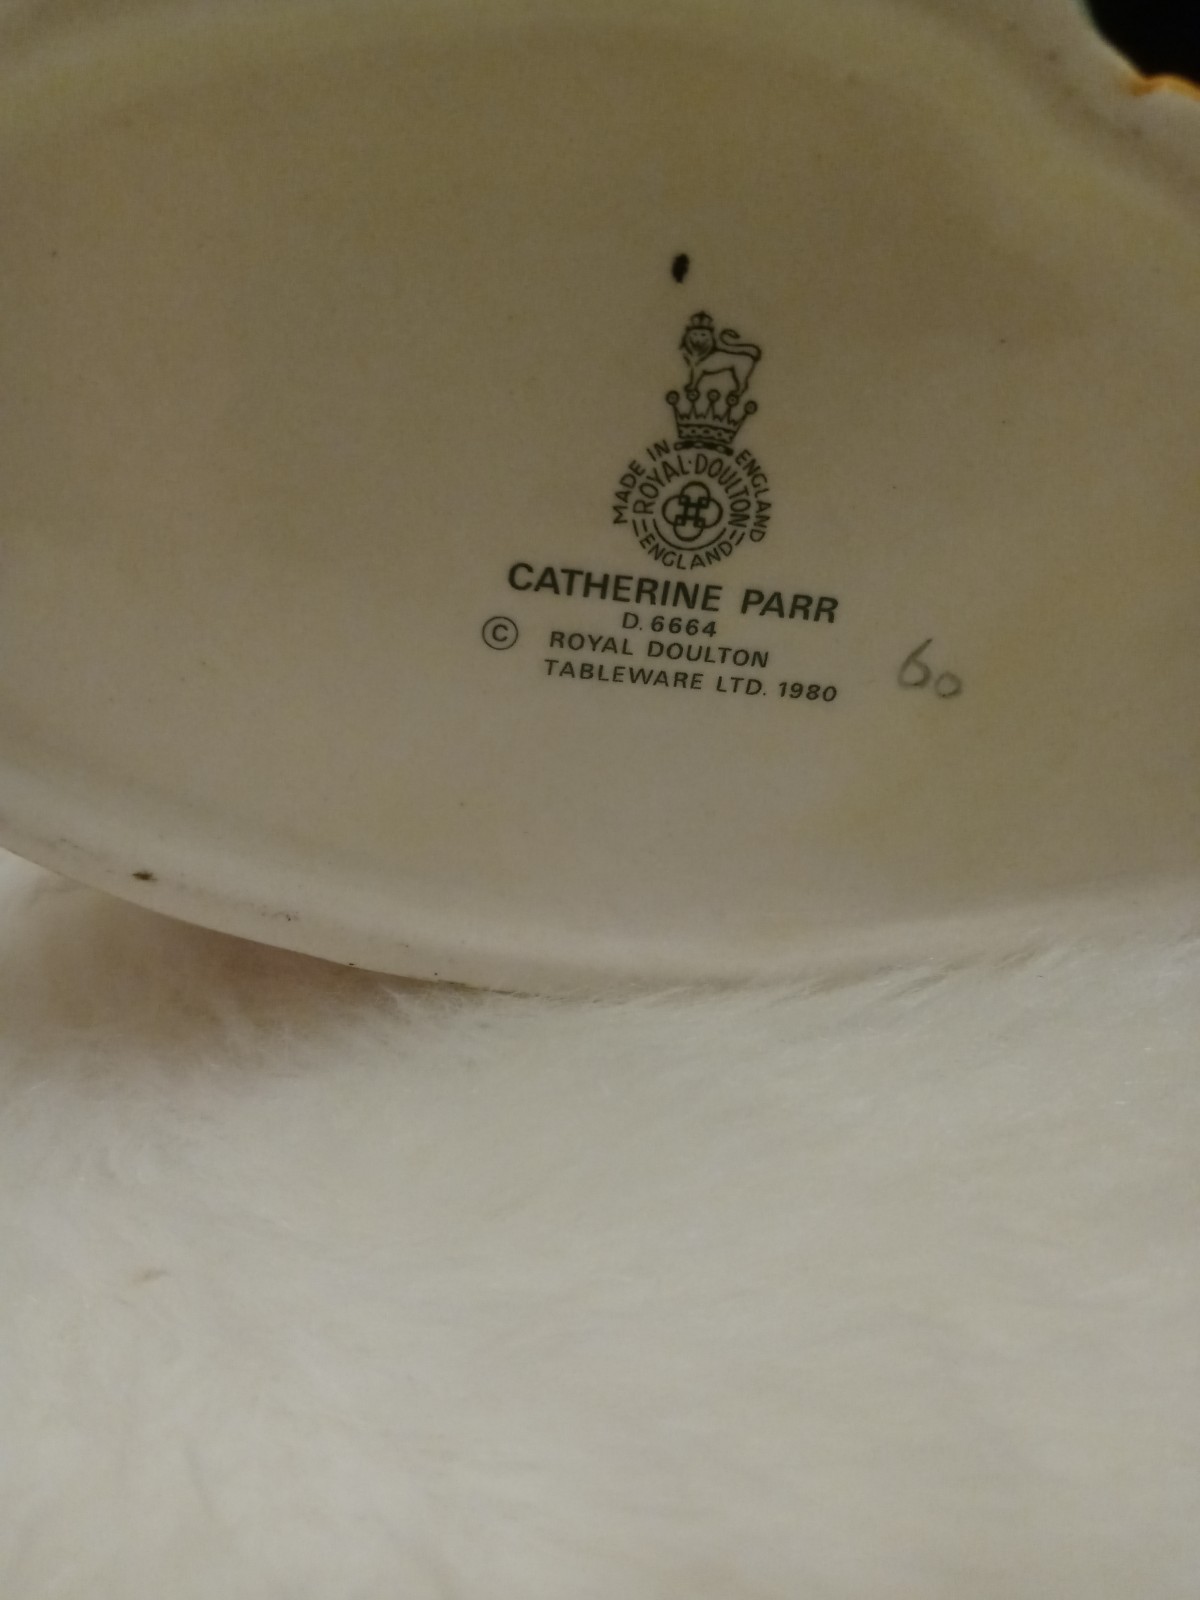 MADE IN ENGLAND
ROYAL·DOULTON
ENGLAND
CATHERINE PARR
D. 6664
© ROYAL DOULTON
TABLEWARE LTD. 1980
60